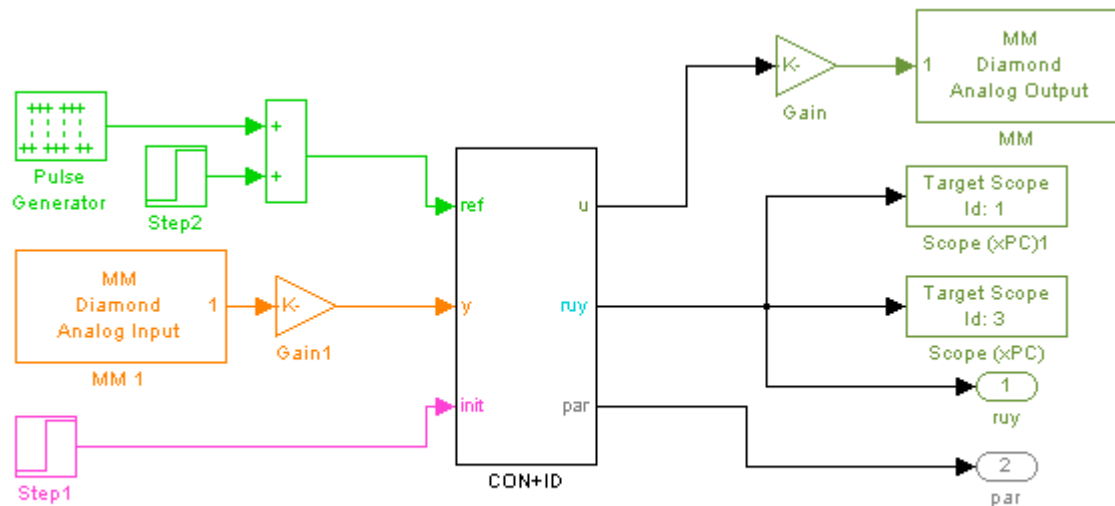 Pulse
Generator
Step2
+
+
MM
Diamond
Analog Input
1
MM 1
K-
Gain1
Step1
ref
y
init
u
ruy
par
CON+ID
K-
Gain
1
MM
Diamond
Analog Output
MM
Target Scope
Id: 1
Scope (xPC)1
Target Scope
Id: 3
Scope (xPC)
1
ruy
2
par